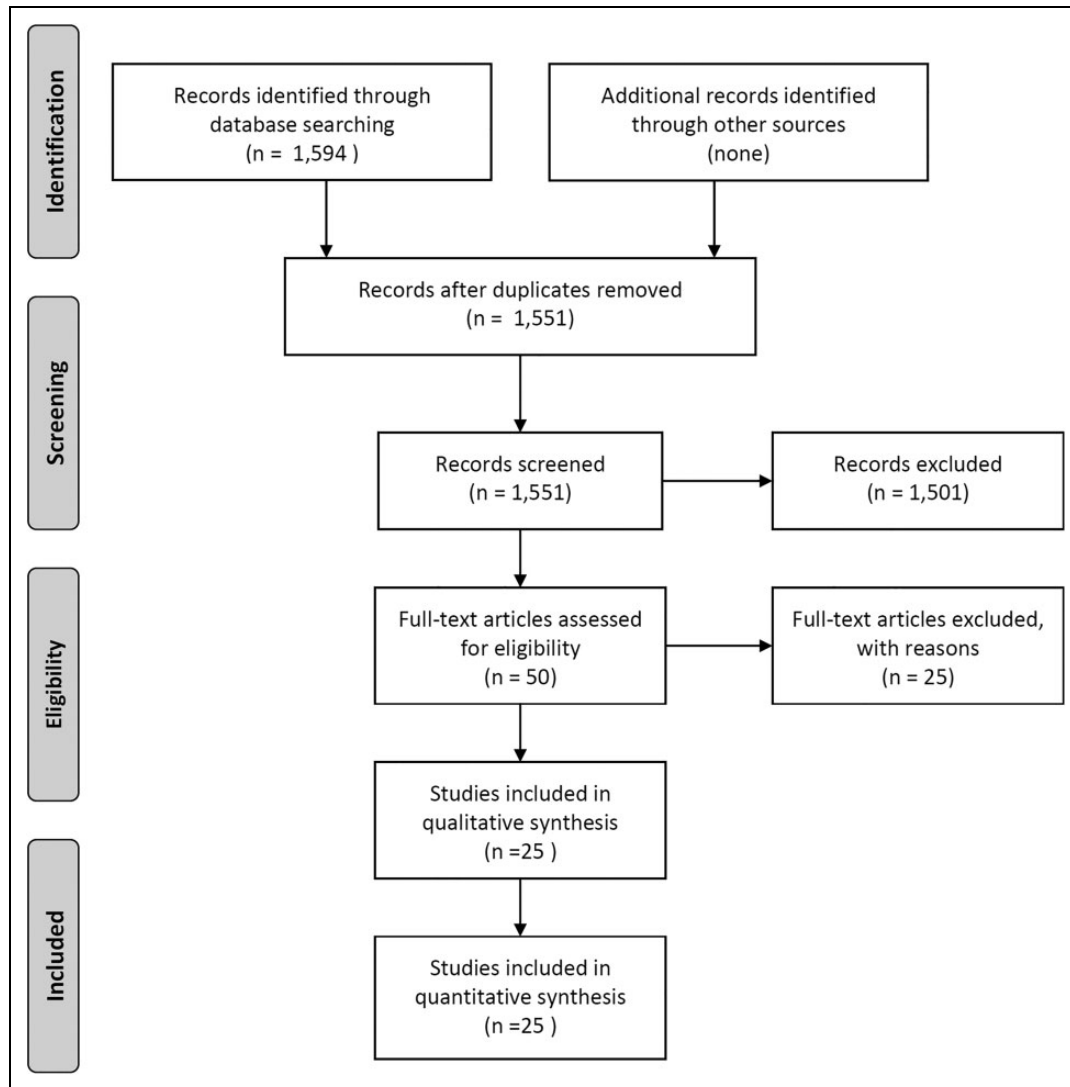 Identification
Records identified through
database searching
(n = 1,594 )
Additional records identified
through other sources
(none)
Records after duplicates removed
(n = 1,551)
Screening
Records screened
(n = 1,551)
Records excluded
(n = 1,501)
Eligibility
Full-text articles assessed
for eligibility
(n = 50)
Full-text articles excluded,
with reasons
(n = 25)
Studies included in
qualitative synthesis
(n =25 )
Included
Studies included in
quantitative synthesis
(n =25 )